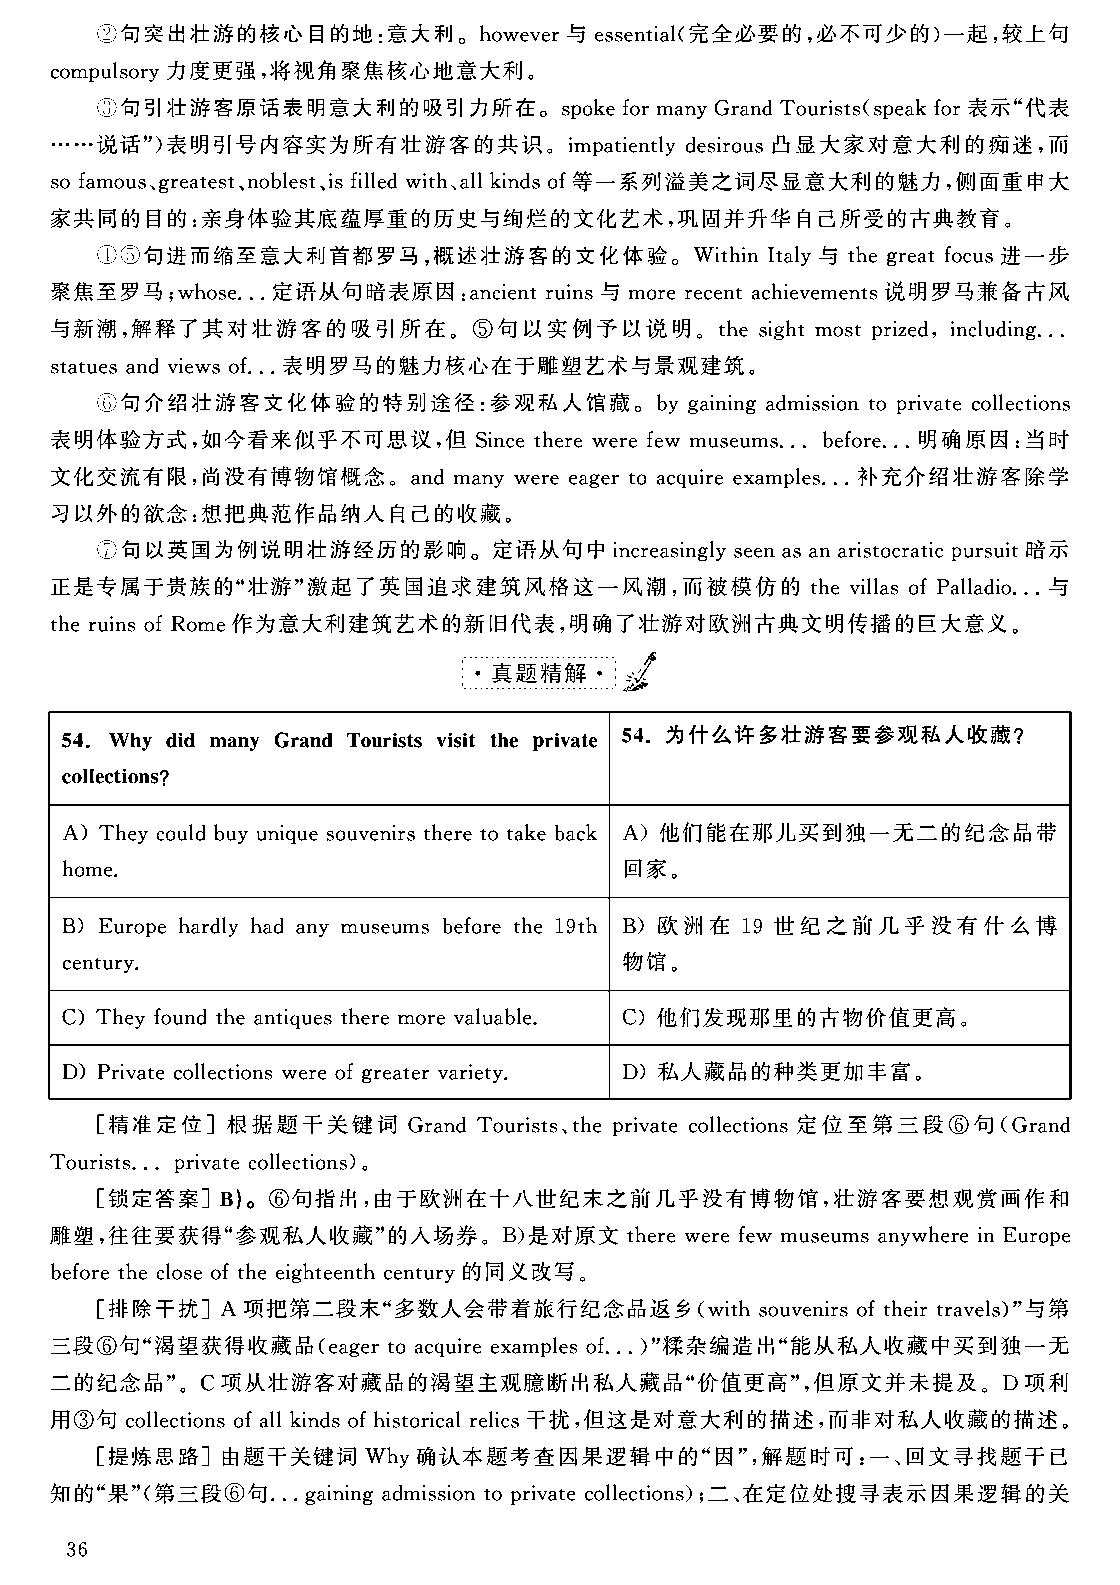 ②句突出壮游的核心目的地:意大利。however 与 essential(完全必要的,必不可少的)一起,较上句
compulsory 力度更强,将视角聚焦核心地意大利。
③句引壮游客原话表明意大利的吸引力所在。spoke for many Grand Tourists(speak for 表示“代表
……说话”)表明引号内容实为所有壮游客的共识。impatiently desirous 凸显大家对意大利的痴迷,而
so famous、greatest、noblest、is filled with、all kinds of 等一系列溢美之词尽显意大利的魅力,侧面重申大
家共同的目的:亲身体验其底蕴厚重的历史与绚烂的文化艺术,巩固并升华自己所受的古典教育。
①⑤句进而缩至意大利首都罗马,概述壮游客的文化体验。Within Italy 与 the great focus 进一步
聚焦至罗马;whose... 定语从句暗表原因:ancient ruins 与 more recent achievements 说明罗马兼备古风
与新潮,解释了其对壮游客的吸引所在。⑤句以实例予以说明。the sight most prized, including...
statues and views of... 表明罗马的魅力核心在于雕塑艺术与景观建筑。
⑥句介绍壮游客文化体验的特别途径:参观私人馆藏。by gaining admission to private collections
表明体验方式,如今看来似乎不可思议,但 Since there were few museums... before... 明确原因:当时
文化交流有限,尚没有博物馆概念。and many were eager to acquire examples... 补充介绍壮游客除学
习以外的欲念:想把典范作品纳入自己的收藏。
⑦句以英国为例说明壮游经历的影响。定语从句中 increasingly seen as an aristocratic pursuit 暗示
正是专属于贵族的“壮游”激起了英国追求建筑风格这一风潮,而被模仿的 the villas of Palladio... 与
the ruins of Rome 作为意大利建筑艺术的新旧代表,明确了壮游对欧洲古典文明传播的巨大意义。
·真题精解·
54. Why did many Grand Tourists visit the private
collections?
54. 为什么许多壮游客要参观私人收藏?
A) They could buy unique souvenirs there to take back
home.
A) 他们能在那儿买到独一无二的纪念品带
回家。
B) Europe hardly had any museums before the 19th
century.
B) 欧洲在 19 世纪之前几乎没有什么博
物馆。
C) They found the antiques there more valuable.
C) 他们发现那里的古物价值更高。
D) Private collections were of greater variety.
D) 私人藏品的种类更加丰富。
[精准定位] 根据题干关键词 Grand Tourists、the private collections 定位至第三段⑥句(Grand
Tourists... private collections)。
[锁定答案] B)。⑥句指出,由于欧洲在十八世纪末之前几乎没有博物馆,壮游客要想观赏画作和
雕塑,往往要获得“参观私人收藏”的入场券。B)是对原文 there were few museums anywhere in Europe
before the close of the eighteenth century 的同义改写。
[排除干扰] A 项把第二段末“多数人会带着旅行纪念品返乡(with souvenirs of their travels)”与第
三段⑥句“渴望获得收藏品(eager to acquire examples of...)”糅杂编造出“能从私人收藏中买到独一无
二的纪念品”。C 项从壮游客对藏品的渴望主观臆断出私人藏品“价值更高”,但原文并未提及。D 项利
用③句 collections of all kinds of historical relics 干扰,但这是对意大利的描述,而非对私人收藏的描述。
[提炼思路] 由题干关键词 Why 确认本题考查因果逻辑中的“因”,解题时可:一、回文寻找题干已
知的“果”(第三段⑥句...gaining admission to private collections);二、在定位处搜寻表示因果逻辑的关
36